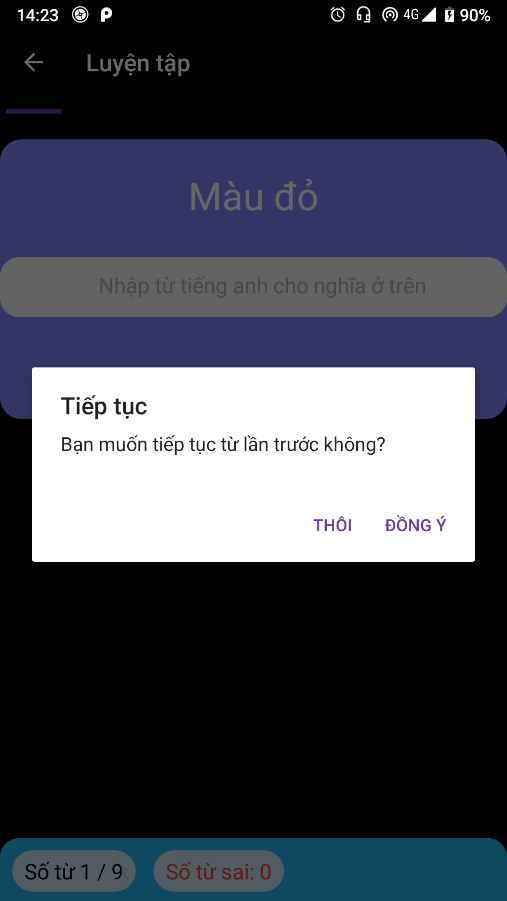 14:23 4G 90%
Luyện tập
Màu đỏ
Nhập từ tiếng anh cho nghĩa ở trên
Tiếp tục
Bạn muốn tiếp tục từ lần trước không?
THÔI ĐỒNG Ý
Số từ 1 / 9 Số từ sai: 0